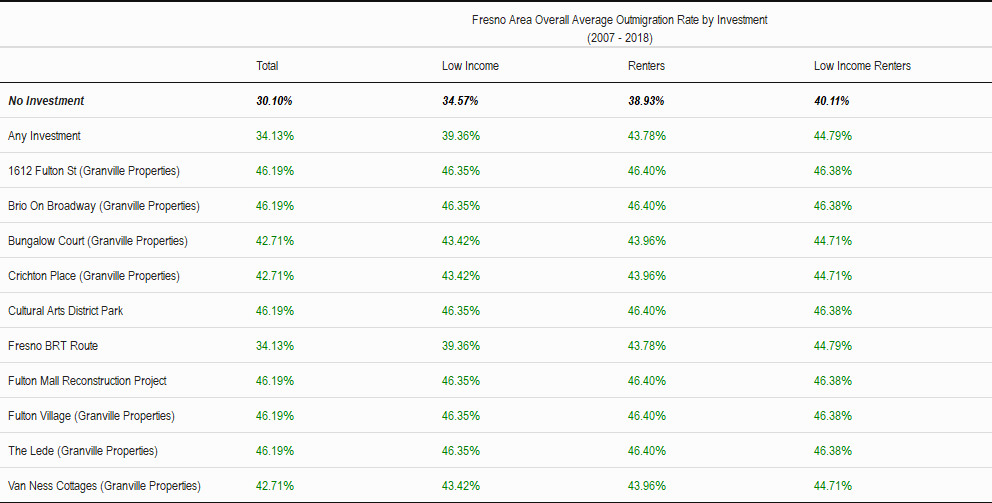 Fresno Area Overall Average Outmigration Rate by Investment
(2007 - 2018)
Total Low Income Renters Low Income Renters
No Investment 30.10% 34.57% 38.93% 40.11%
Any Investment 34.13% 39.36% 43.78% 44.79%
1612 Fulton St (Granville Properties) 46.19% 46.35% 46.40% 46.38%
Brio On Broadway (Granville Properties) 46.19% 46.35% 46.40% 46.38%
Bungalow Court (Granville Properties) 42.71% 43.42% 43.96% 44.71%
Crichton Place (Granville Properties) 42.71% 43.42% 43.96% 44.71%
Cultural Arts District Park 46.19% 46.35% 46.40% 46.38%
Fresno BRT Route 34.13% 39.36% 43.78% 44.79%
Fulton Mall Reconstruction Project 46.19% 46.35% 46.40% 46.38%
Fulton Village (Granville Properties) 46.19% 46.35% 46.40% 46.38%
The Lede (Granville Properties) 46.19% 46.35% 46.40% 46.38%
Van Ness Cottages (Granville Properties) 42.71% 43.42% 43.96% 44.71%